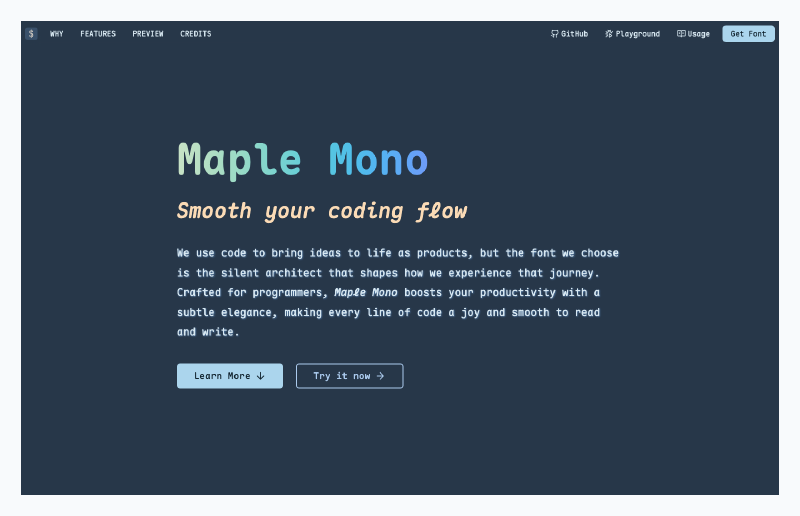 $ WHY FEATURES PREVIEW CREDITS GitHub Playground Usage Get Font
Maple Mono
Smooth your coding flow
We use code to bring ideas to life as products, but the font we choose
is the silent architect that shapes how we experience that journey.
Crafted for programmers, Maple Mono boosts your productivity with a
subtle elegance, making every line of code a joy and smooth to read
and write.
Learn More ↓ Try it now →